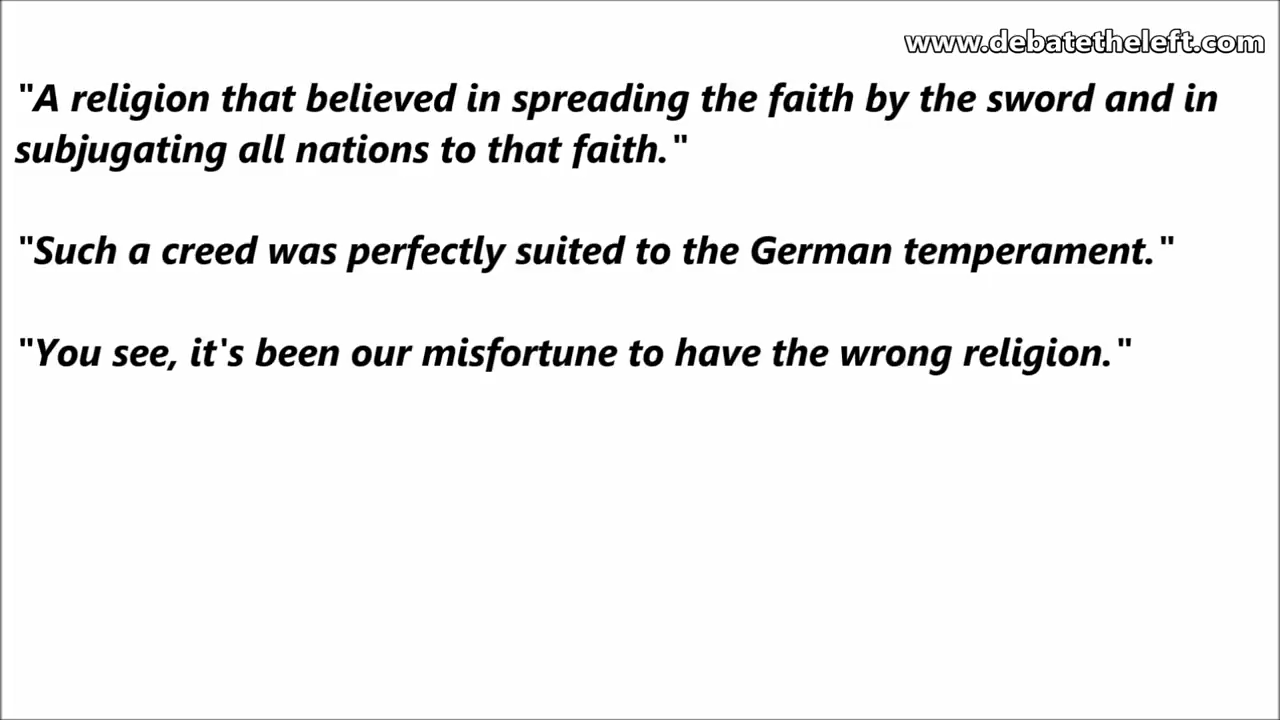 www.debatetheleft.com
"A religion that believed in spreading the faith by the sword and in
subjugating all nations to that faith."
"Such a creed was perfectly suited to the German temperament."
"You see, it's been our misfortune to have the wrong religion."